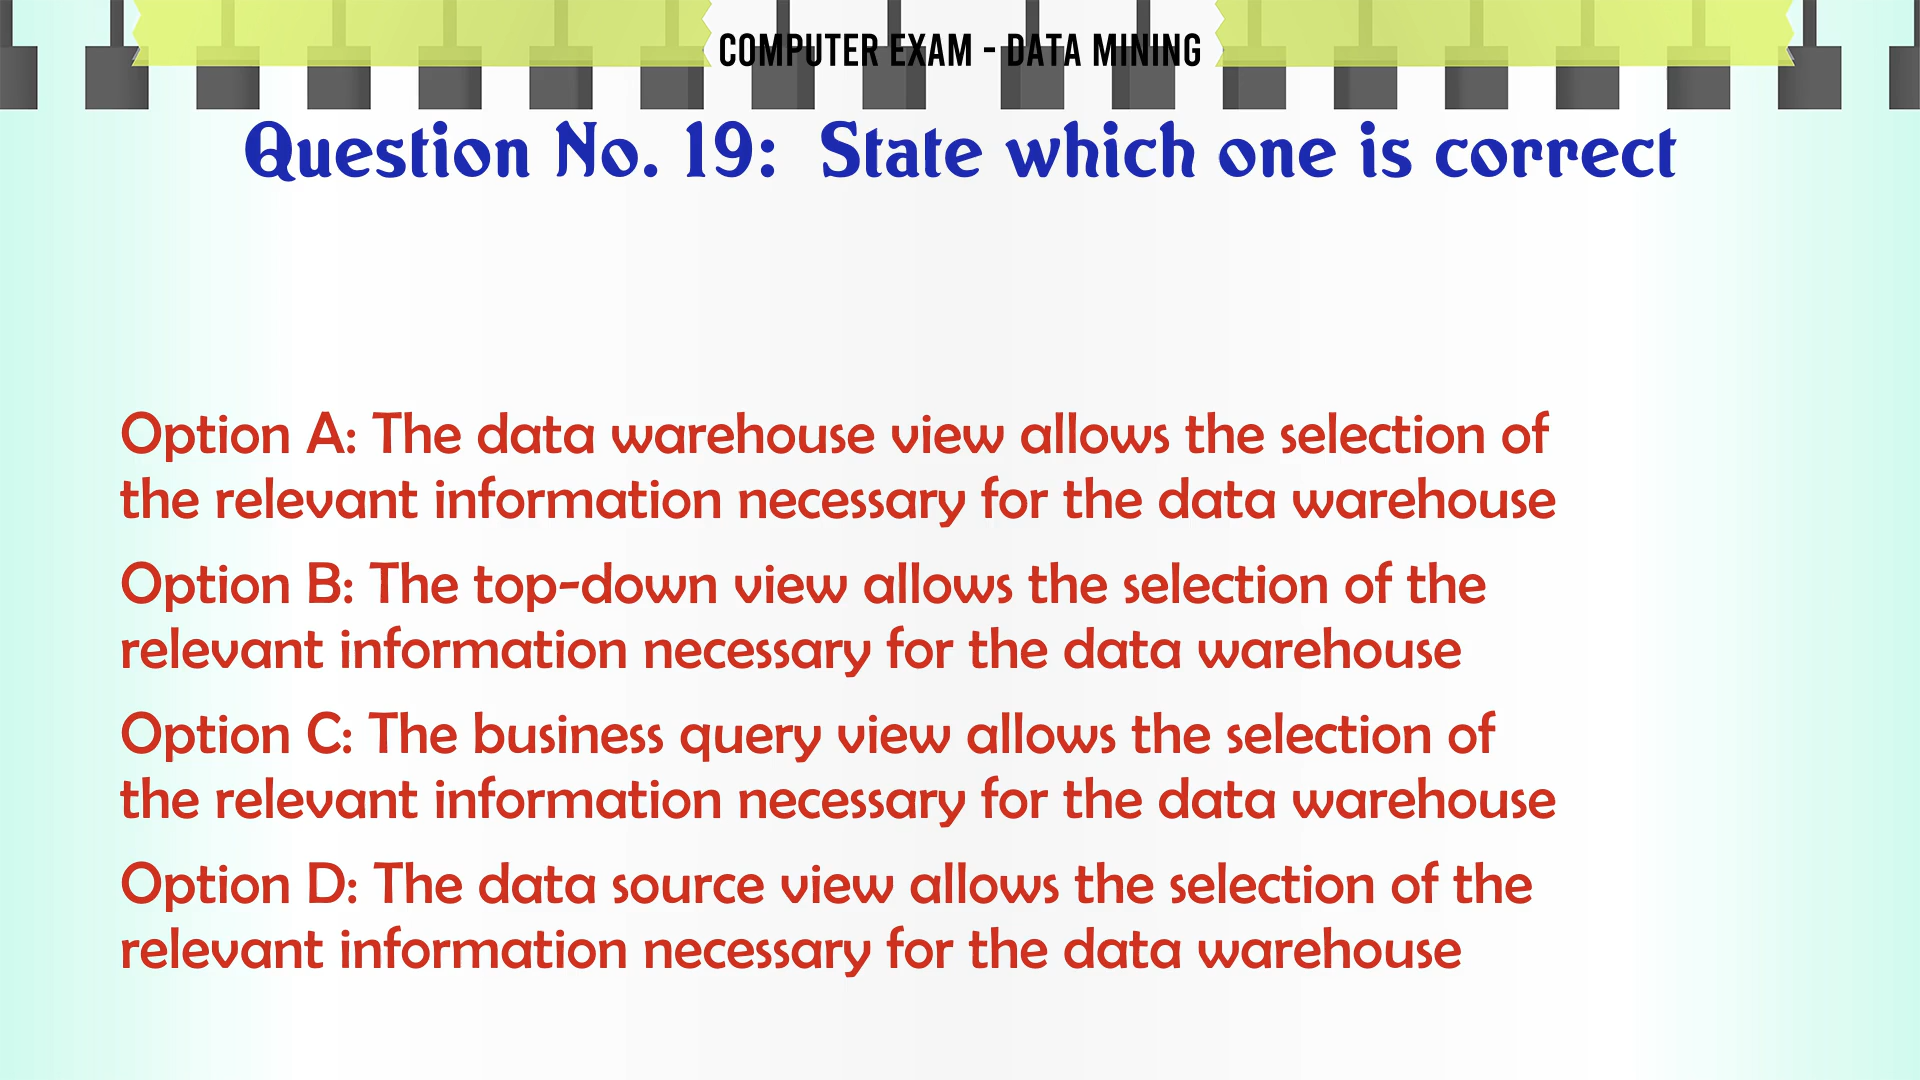 COMPUTER EXAM - DATA MINING
Question No. 19: State which one is correct
Option A: The data warehouse view allows the selection of
the relevant information necessary for the data warehouse
Option B: The top-down view allows the selection of the
relevant information necessary for the data warehouse
Option C: The business query view allows the selection of
the relevant information necessary for the data warehouse
Option D: The data source view allows the selection of the
relevant information necessary for the data warehouse